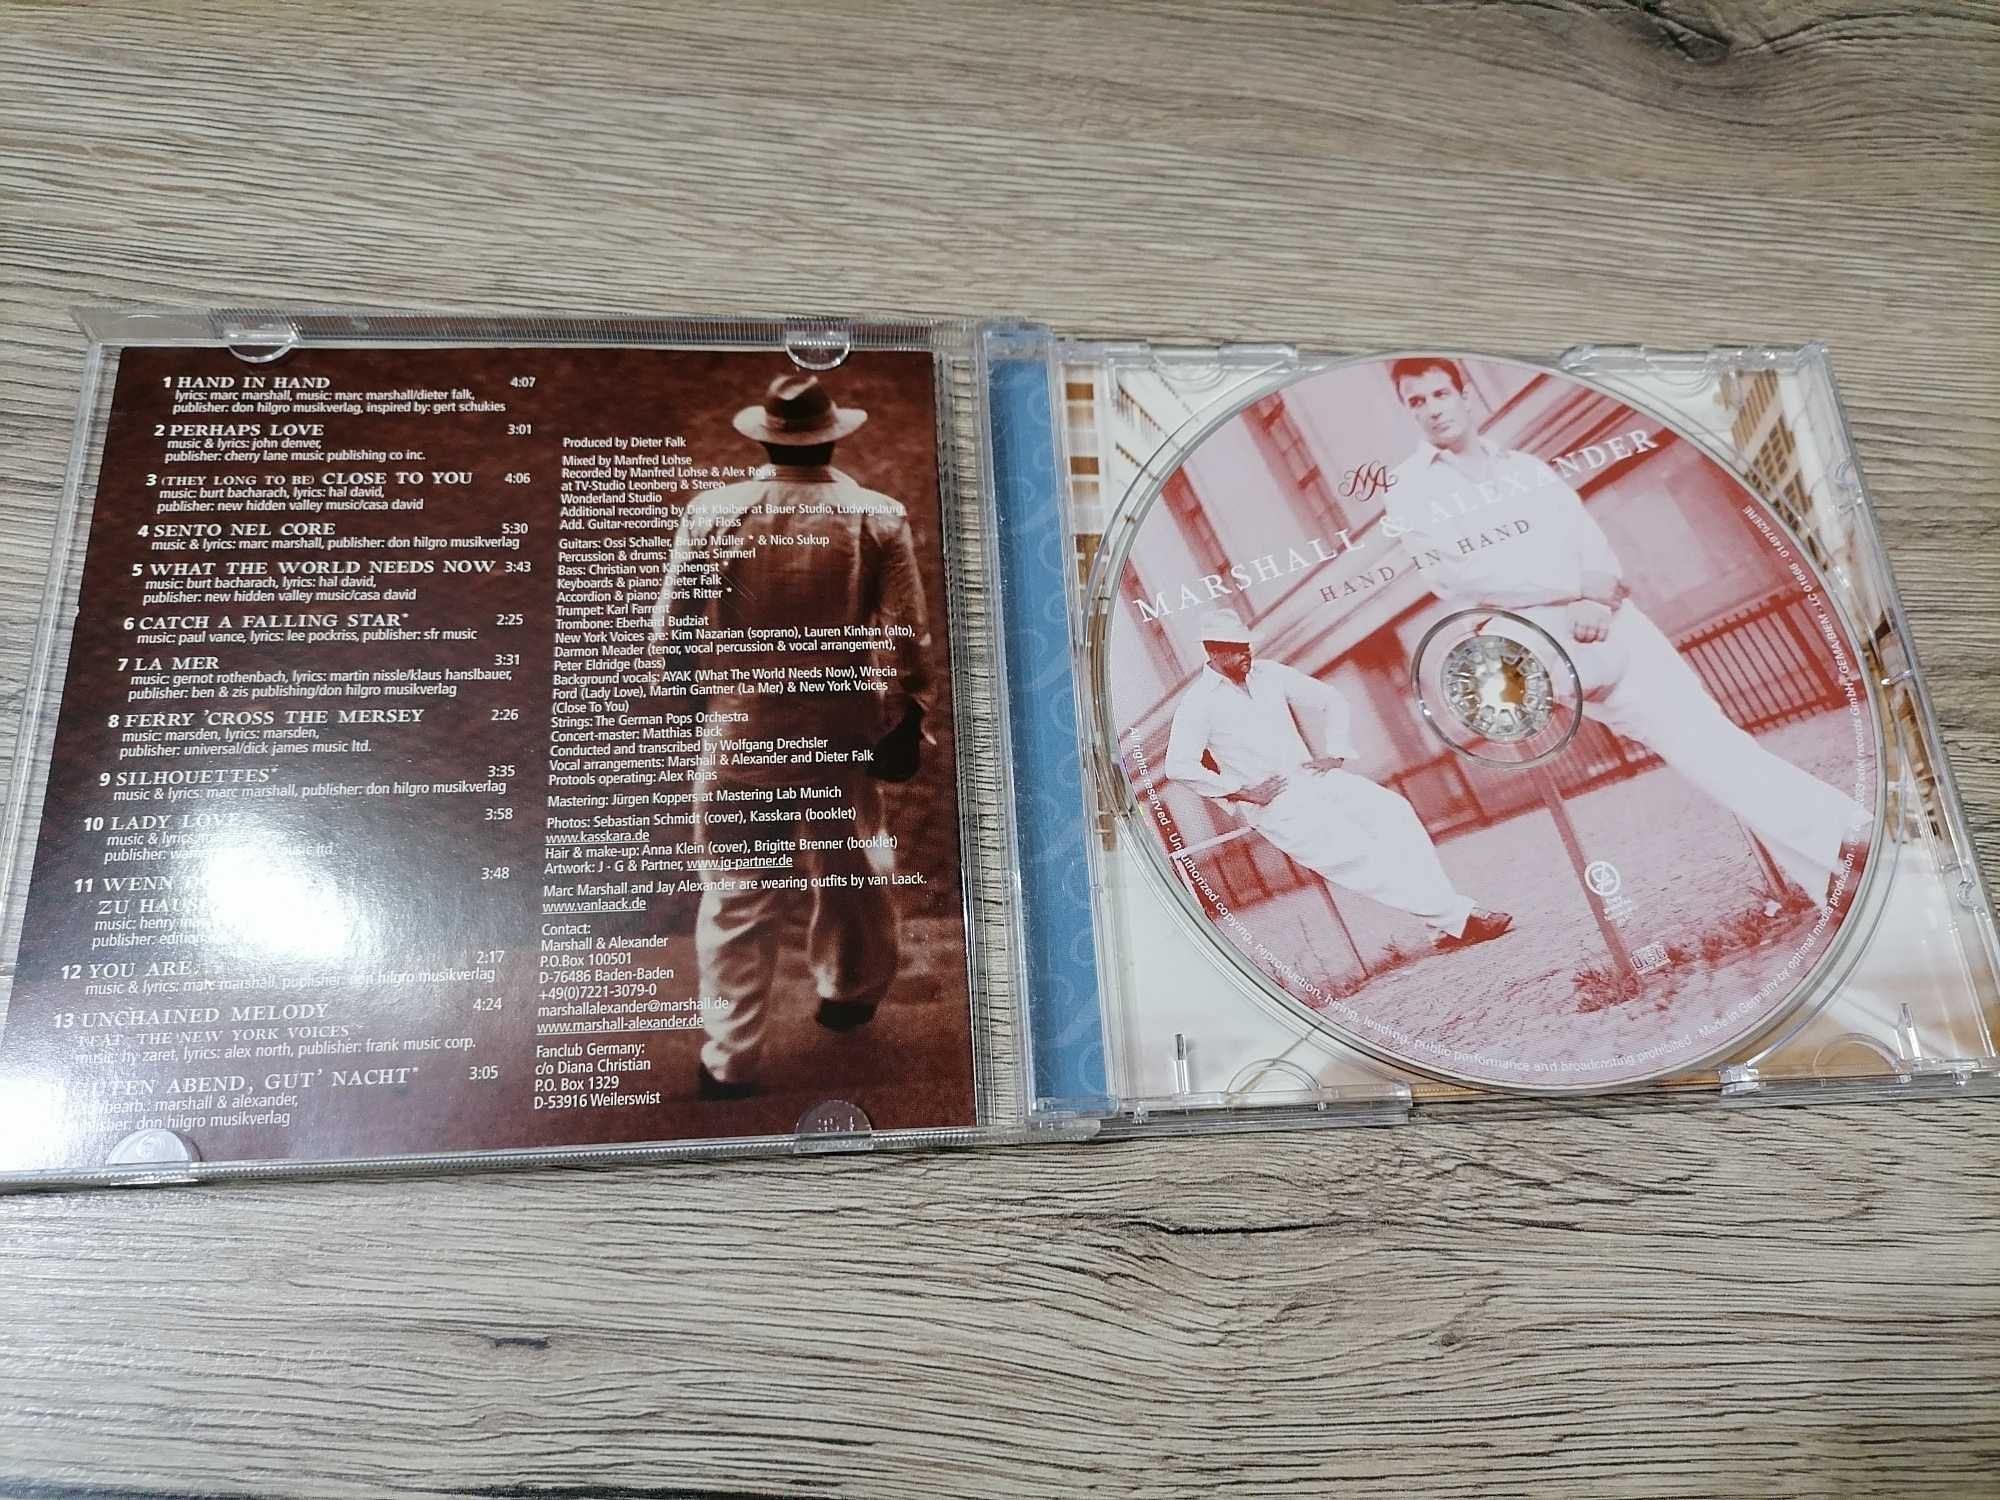 1 HAND IN HAND 4:07
lyrics: marc marshall, music: marc marshall/dieter falk,
publisher: don hilgro musikverlag, inspired by: gert schukies
2 PERHAPS LOVE 3:01
music & lyrics: john denver,
publisher: cherry lane music publishing co inc.
3 (THEY LONG TO BE) CLOSE TO YOU 4:06
music: burt bacharach, lyrics: hal david,
publisher: new hidden valley music/casa david
4 SENTO NEL CORE 5:30
music & lyrics: marc marshall, publisher: don hilgro musikverlag
5 WHAT THE WORLD NEEDS NOW 3:43
music: burt bacharach, lyrics: hal david,
publisher: new hidden valley music/casa david
6 CATCH A FALLING STAR* 2:25
music: paul vance, lyrics: lee pockriss, publisher: sfr music
7 LA MER 3:31
music: gernot rothenbach, lyrics: martin nissle/klaus hanslbauer,
publisher: ben & zis publishing/don hilgro musikverlag
8 FERRY 'CROSS THE MERSEY 2:26
music: marsden, lyrics: marsden,
publisher: universal/dick james music ltd.
9 SILHOUETTES* 3:35
music & lyrics: marc marshall, publisher: don hilgro musikverlag
10 LADY LOVE 3:58
music & lyrics:
publisher: music ltd.
11 WENN 3:48
ZU HAUSE
music: henry
publisher: edition
12 YOU ARE... 2:17
music & lyrics: marc marshall, publisher: don hilgro musikverlag
13 UNCHAINED MELODY 4:24
FEAT. THE NEW YORK VOICES
music: hy zaret, lyrics: alex north, publisher: frank music corp.
GUTEN ABEND, GUT' NACHT* 3:05
bearb.: marshall & alexander,
publisher: don hilgro musikverlag
Produced by Dieter Falk
Mixed by Manfred Lohse
Recorded by Manfred Lohse & Alex Rojas
at TV-Studio Leonberg & Stereo
Wonderland Studio
Additional recording by Dirk Kloiber at Bauer Studio, Ludwigsburg
Add. Guitar-recordings by Pit Floss
Guitars: Ossi Schaller, Bruno Müller * & Nico Sukup
Percussion & drums: Thomas Simmerl
Bass: Christian von Kaphengst *
Keyboards & piano: Dieter Falk
Accordion & piano: Boris Ritter *
Trumpet: Karl Farrent
Trombone: Eberhard Budziat
New York Voices are: Kim Nazarian (soprano), Lauren Kinhan (alto),
Darmon Meader (tenor, vocal percussion & vocal arrangement),
Peter Eldridge (bass)
Background vocals: AYAK (What The World Needs Now), Wrecia
Ford (Lady Love), Martin Gantner (La Mer) & New York Voices
(Close To You)
Strings: The German Pops Orchestra
Concert-master: Matthias Buck
Conducted and transcribed by Wolfgang Drechsler
Vocal arrangements: Marshall & Alexander and Dieter Falk
Protools operating: Alex Rojas
Mastering: Jürgen Koppers at Mastering Lab Munich
Photos: Sebastian Schmidt (cover), Kasskara (booklet)
www.kasskara.de
Hair & make-up: Anna Klein (cover), Brigitte Brenner (booklet)
Artwork: J - G & Partner, www.jg-partner.de
Marc Marshall and Jay Alexander are wearing outfits by van Laack.
www.vanlaack.de
Contact:
Marshall & Alexander
P.O.Box 100501
D-76486 Baden-Baden
+49(0)7221-3079-0
marshallalexander@marshall.de
www.marshall-alexander.de
Fanclub Germany:
c/o Diana Christian
P.O. Box 1329
D-53916 Weilerswist
MA
MARSHALL & ALEXANDER
HAND IN HAND
All rights reserved · Unauthorized copying, reproduction, hiring, lending, public performance and broadcasting prohibited · Made in Germany by optimal media production · 2003 edel records GmbH · GEMA/BIEM · LC 01666 · 0149762ERE
edel
disc